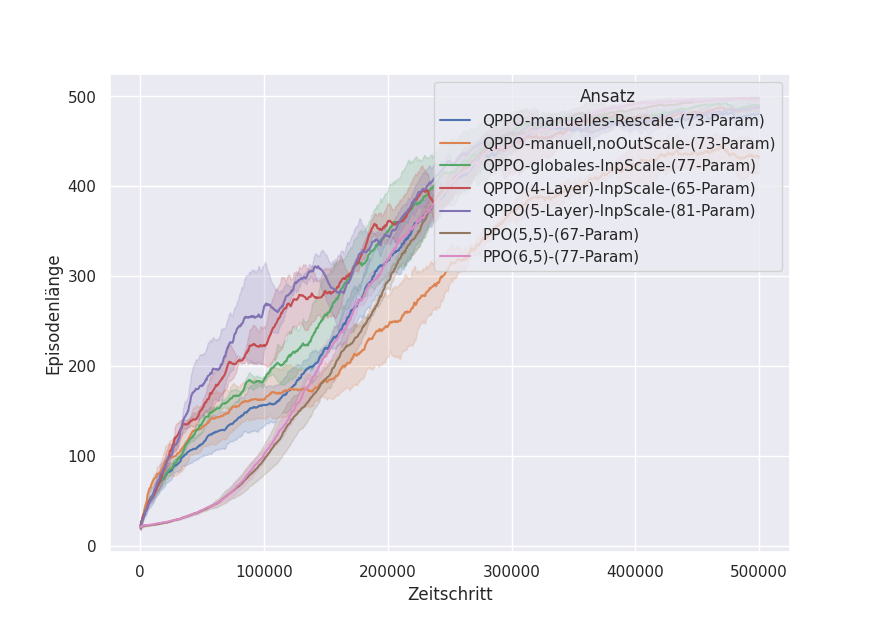 Ansatz
QPPO-manuelles-Rescale-(73-Param)
QPPO-manuell,noOutScale-(73-Param)
QPPO-globales-InpScale-(77-Param)
QPPO(4-Layer)-InpScale-(65-Param)
QPPO(5-Layer)-InpScale-(81-Param)
PPO(5,5)-(67-Param)
PPO(6,5)-(77-Param)
Episodenlänge
500
400
300
200
100
0
0 100000 200000 300000 400000 500000
Zeitschritt